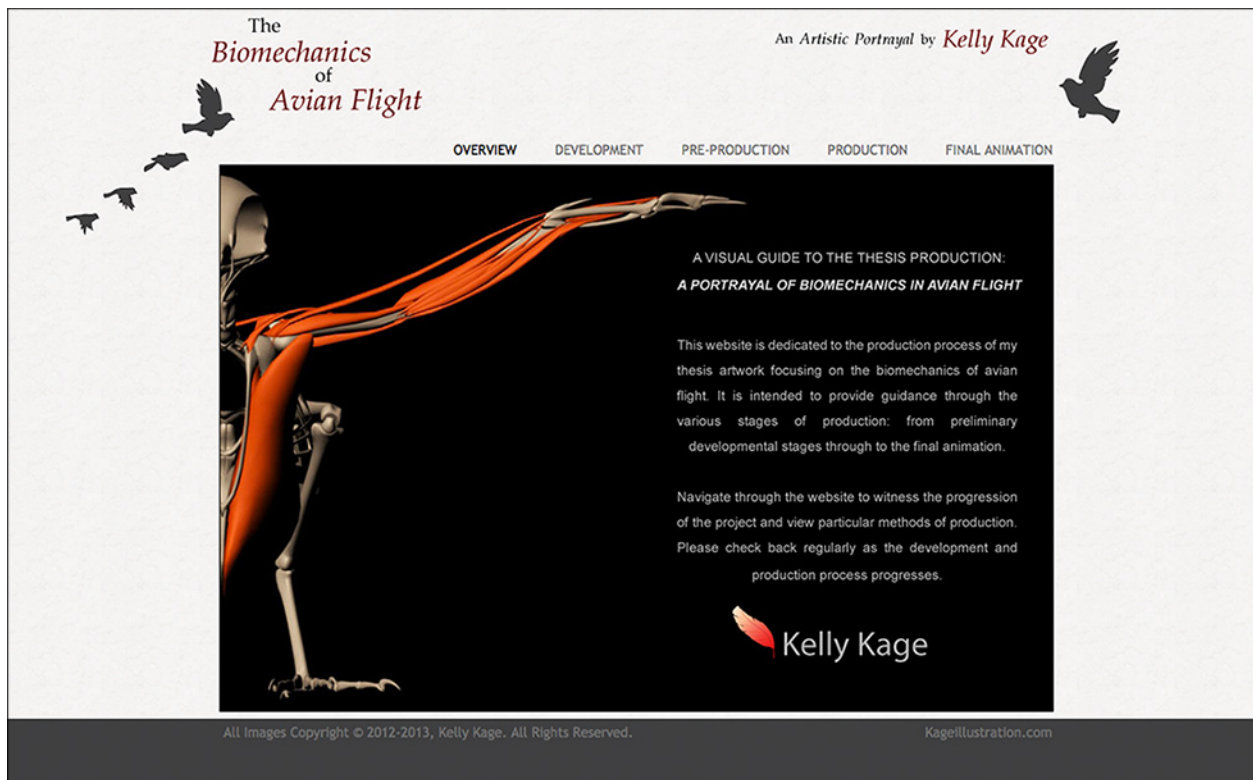 The
Biomechanics
of
Avian Flight
An Artistic Portrayal by Kelly Kage
OVERVIEW DEVELOPMENT PRE-PRODUCTION PRODUCTION FINAL ANIMATION
A VISUAL GUIDE TO THE THESIS PRODUCTION:
A PORTRAYAL OF BIOMECHANICS IN AVIAN FLIGHT
This website is dedicated to the production process of my
thesis artwork focusing on the biomechanics of avian
flight. It is intended to provide guidance through the
various stages of production: from preliminary
developmental stages through to the final animation.
Navigate through the website to witness the progression
of the project and view particular methods of production.
Please check back regularly as the development and
production process progresses.
Kelly Kage
All Images Copyright © 2012-2013, Kelly Kage. All Rights Reserved.
Kageillustration.com